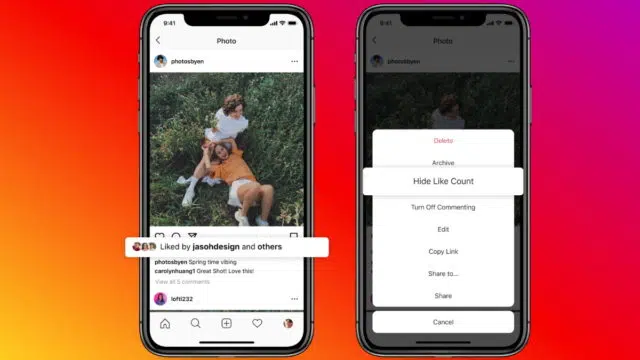 9:41
Photo
photosbyen
Liked by jasohdesign and others
photosbyen Spring time vibing
carolynhuang1 Great Shot! Love this!
View all 5 comments
lofti232
9:41
Photo
photosbyen
Delete
Archive
Hide Like Count
Turn Off Commenting
Edit
Copy Link
Share to...
Share
Cancel